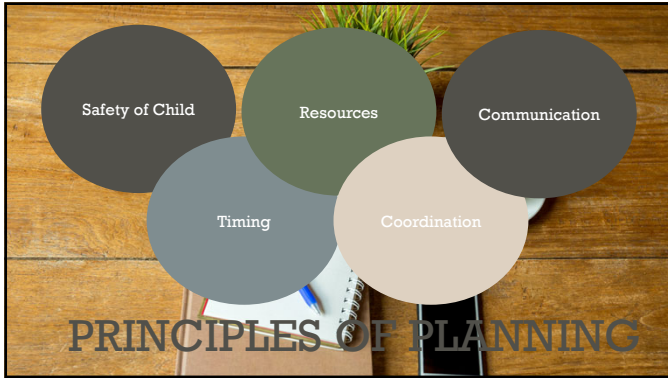 Safety of Child
Resources
Communication
Timing
Coordination
PRINCIPLES OF PLANNING